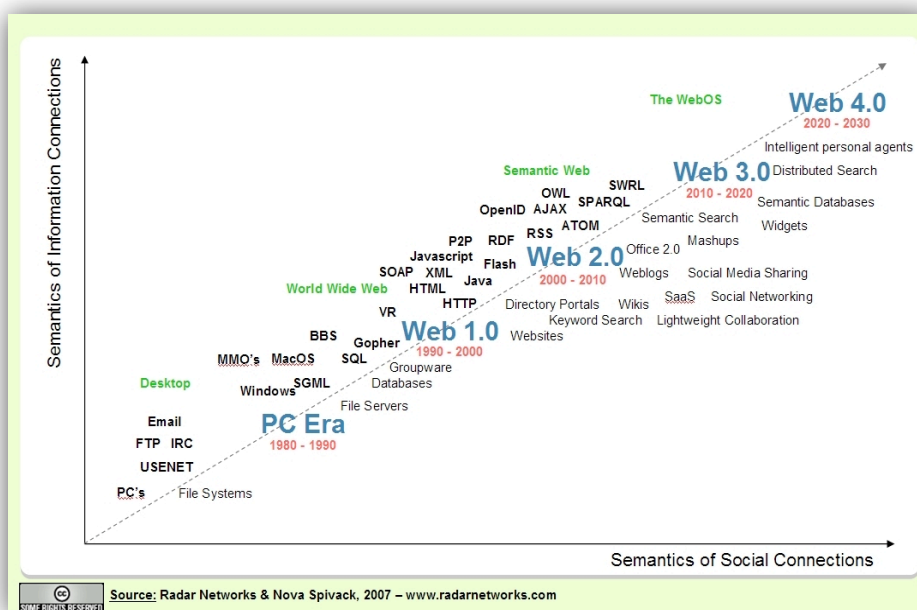 Semantics of Information Connections
The WebOS
Web 4.0
2020 - 2030
Intelligent personal agents
Semantic Web
Web 3.0
Distributed Search
2010 - 2020
SWRL
OWL
SPARQL
Semantic Databases
OpenID
AJAX
Semantic Search
Widgets
ATOM
RSS
P2P
RDF
Mashups
Office 2.0
Web 2.0
2000 - 2010
Javascript
Flash
SOAP
XML
Java
Weblogs
Social Media Sharing
World Wide Web
HTML
HTTP
Directory Portals
Wikis
SaaS
Social Networking
VR
Keyword Search
Lightweight Collaboration
Web 1.0
1990 - 2000
Websites
BBS
Gopher
MMO's
MacOS
SQL
Groupware
Desktop
SGML
Databases
Windows
File Servers
PC Era
1980 - 1990
Email
FTP IRC
USENET
PC's
File Systems
Semantics of Social Connections
cc
SOME RIGHTS RESERVED
Source: Radar Networks & Nova Spivack, 2007 – www.radarnetworks.com